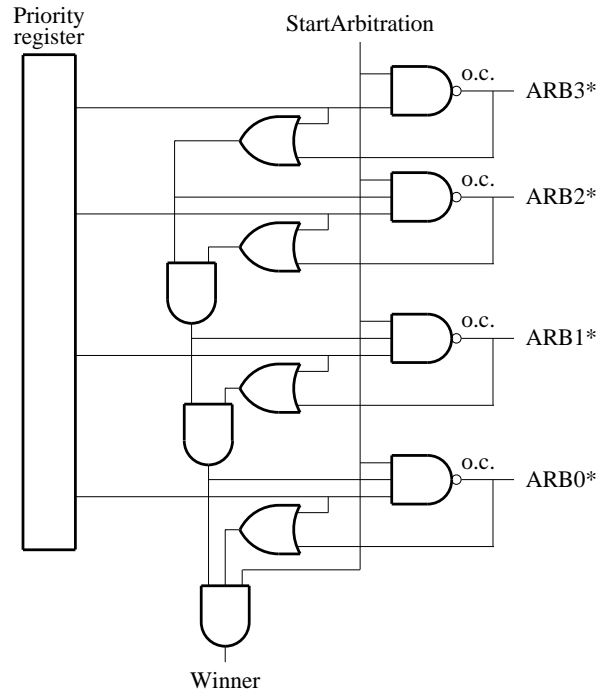 Priority
register
StartArbitration
o.c.
ARB3*
o.c.
ARB2*
o.c.
ARB1*
o.c.
ARB0*
Winner